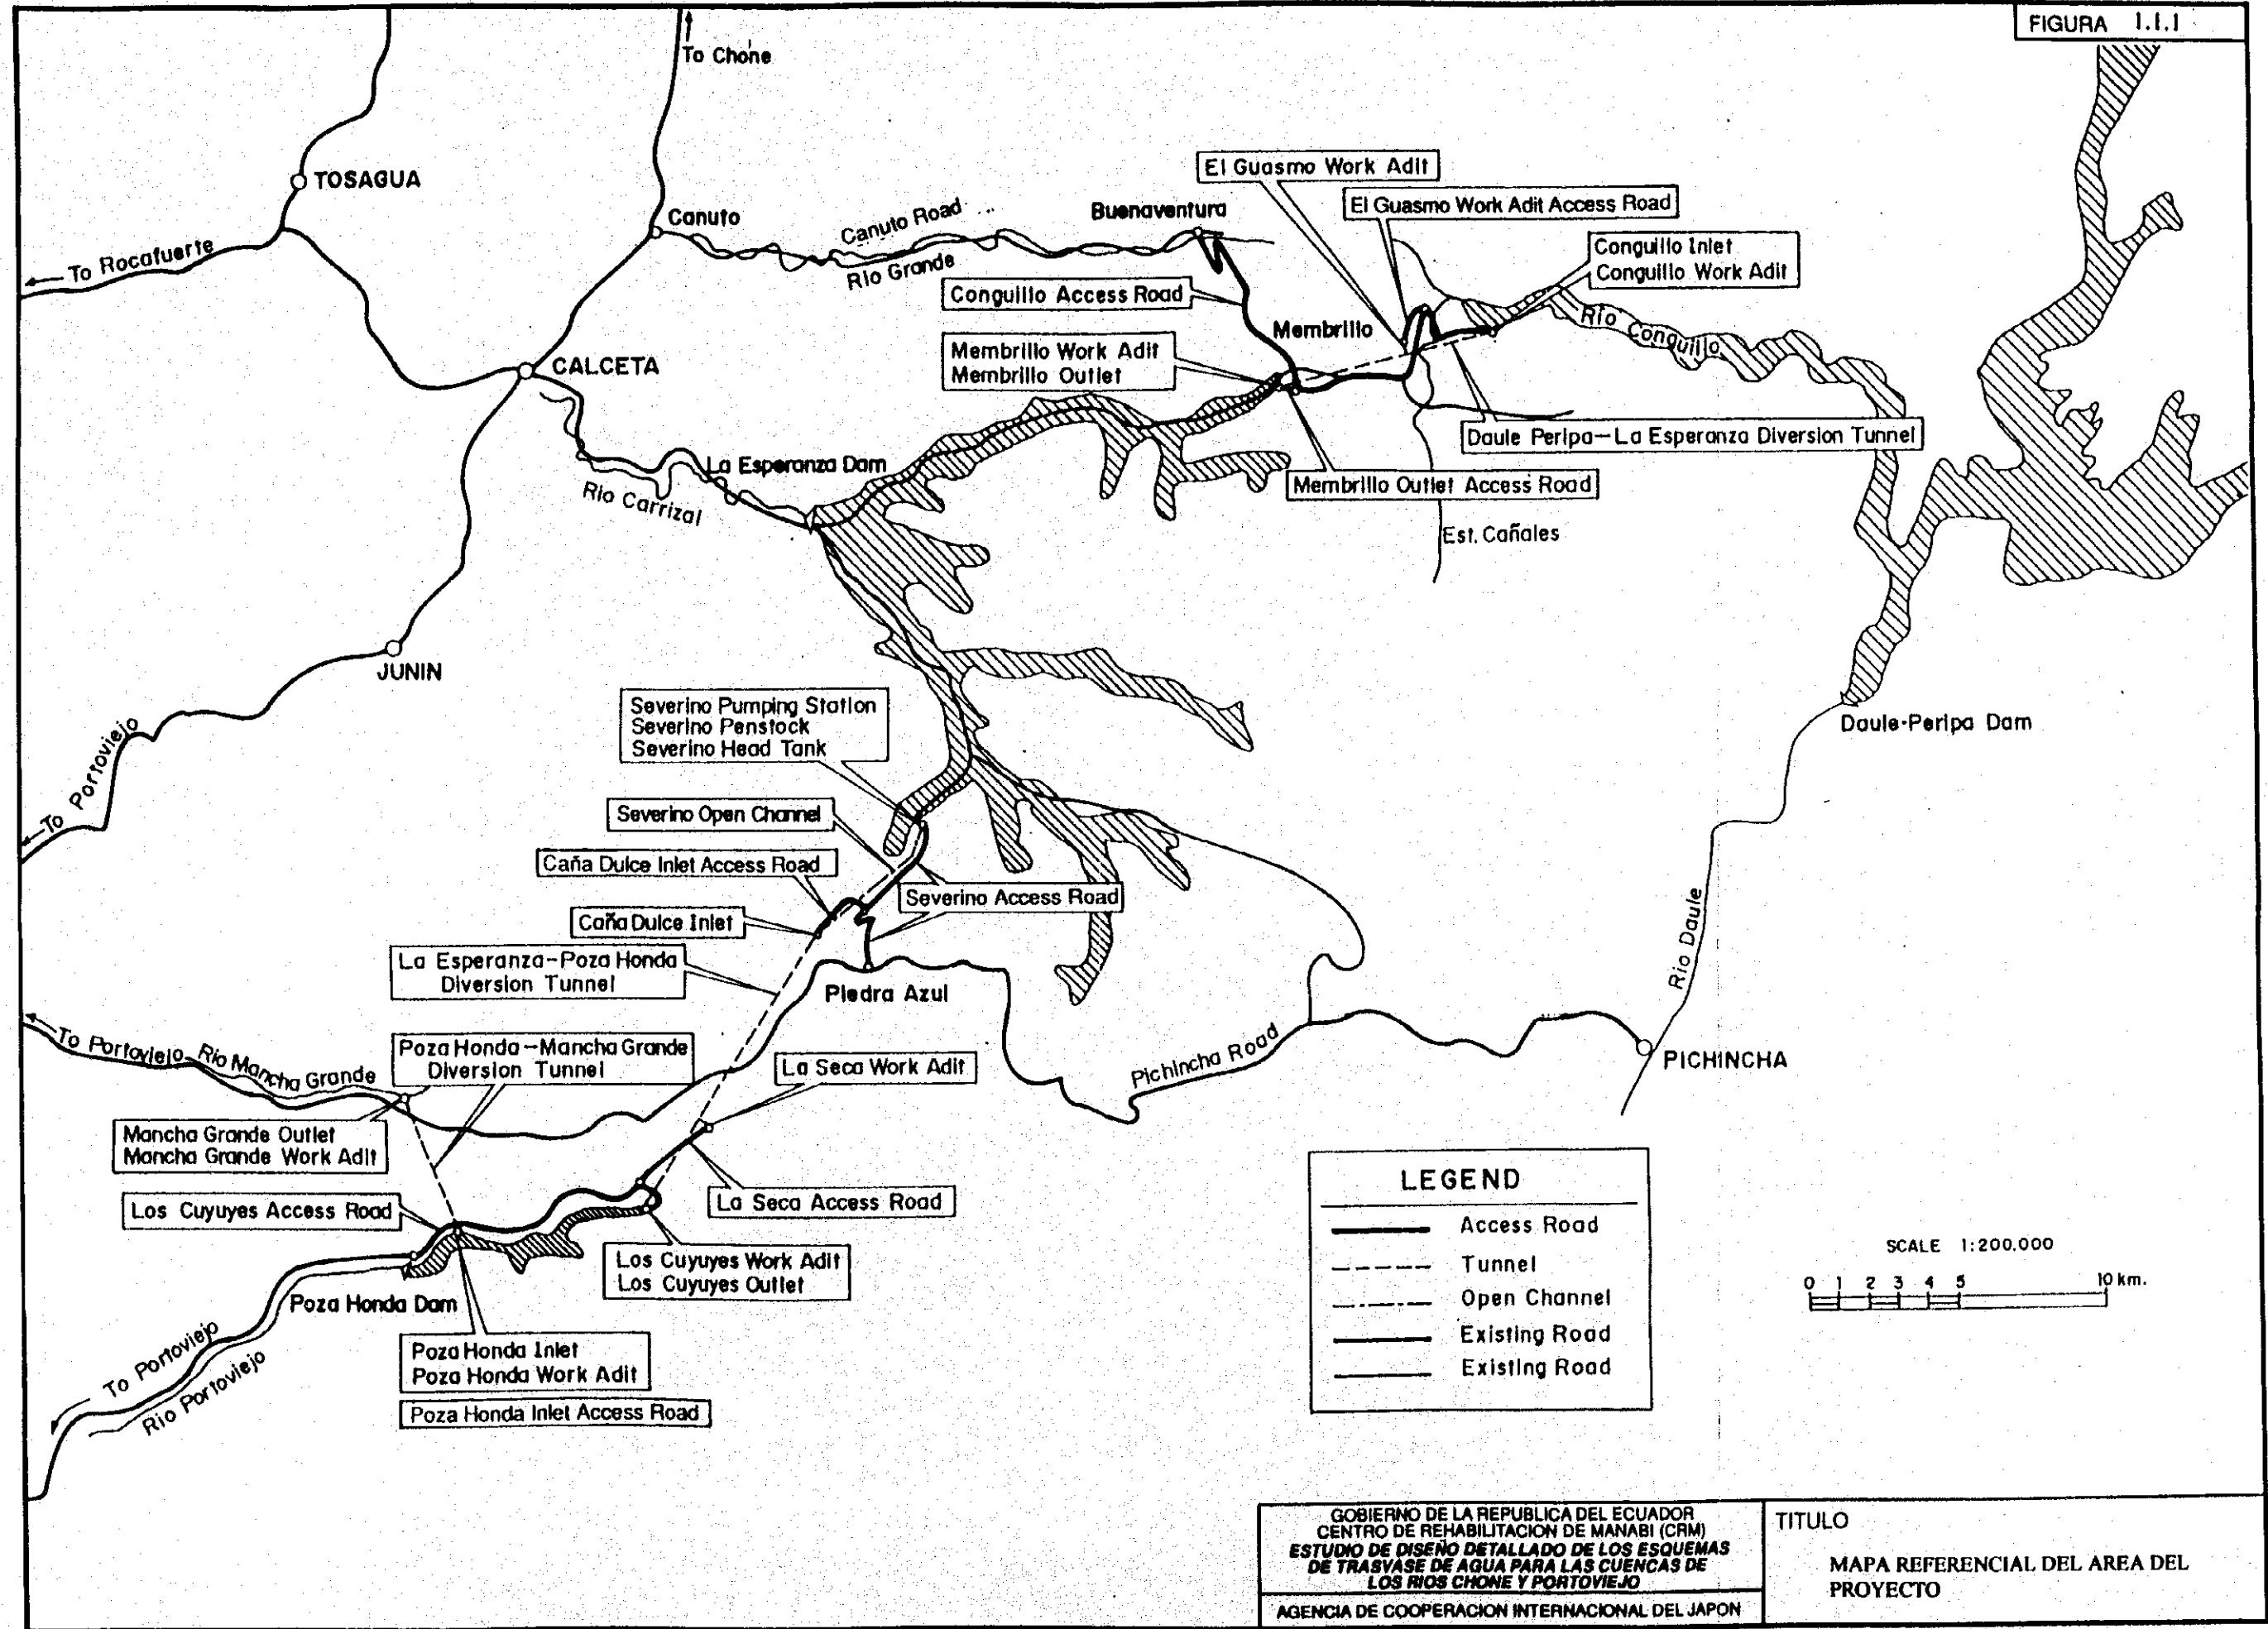 FIGURA 1.1.1
To Chone
TOSAGUA
To Rocafuerte
Canuto
Canuto Road
Río Grande
Buenaventura
El Guasmo Work Adit
El Guasmo Work Adit Access Road
Conguillo Inlet
Conguillo Work Adit
Conguillo Access Road
Membrillo
Río Conguillo
Membrillo Work Adit
Membrillo Outlet
CALCETA
Daule Peripa-La Esperanza Diversion Tunnel
La Esperanza Dam
Río Carrizal
Membrillo Outlet Access Road
Est. Cañales
JUNIN
To Portoviejo
Severino Pumping Station
Severino Penstock
Severino Head Tank
Daule-Peripa Dam
Severino Open Channel
Caña Dulce Inlet Access Road
Severino Access Road
Caña Dulce Inlet
La Esperanza-Poza Honda
Diversion Tunnel
Piedra Azul
Río Daule
To Portoviejo
Río Mancha Grande
Poza Honda-Mancha Grande
Diversion Tunnel
La Seca Work Adit
Pichincha Road
PICHINCHA
Mancha Grande Outlet
Mancha Grande Work Adit
La Seca Access Road
Los Cuyuyes Access Road
Los Cuyuyes Work Adit
Los Cuyuyes Outlet
Poza Honda Dam
To Portoviejo
Río Portoviejo
Poza Honda Inlet
Poza Honda Work Adit
Poza Honda Inlet Access Road
LEGEND
Access Road
Tunnel
Open Channel
Existing Road
Existing Road
SCALE 1:200.000
0 1 2 3 4 5 10 km.
GOBIERNO DE LA REPUBLICA DEL ECUADOR
CENTRO DE REHABILITACION DE MANABI (CRM)
ESTUDIO DE DISEÑO DETALLADO DE LOS ESQUEMAS
DE TRASVASE DE AGUA PARA LAS CUENCAS DE
LOS RIOS CHONE Y PORTOVIEJO
AGENCIA DE COOPERACION INTERNACIONAL DEL JAPON
TITULO
MAPA REFERENCIAL DEL AREA DEL
PROYECTO